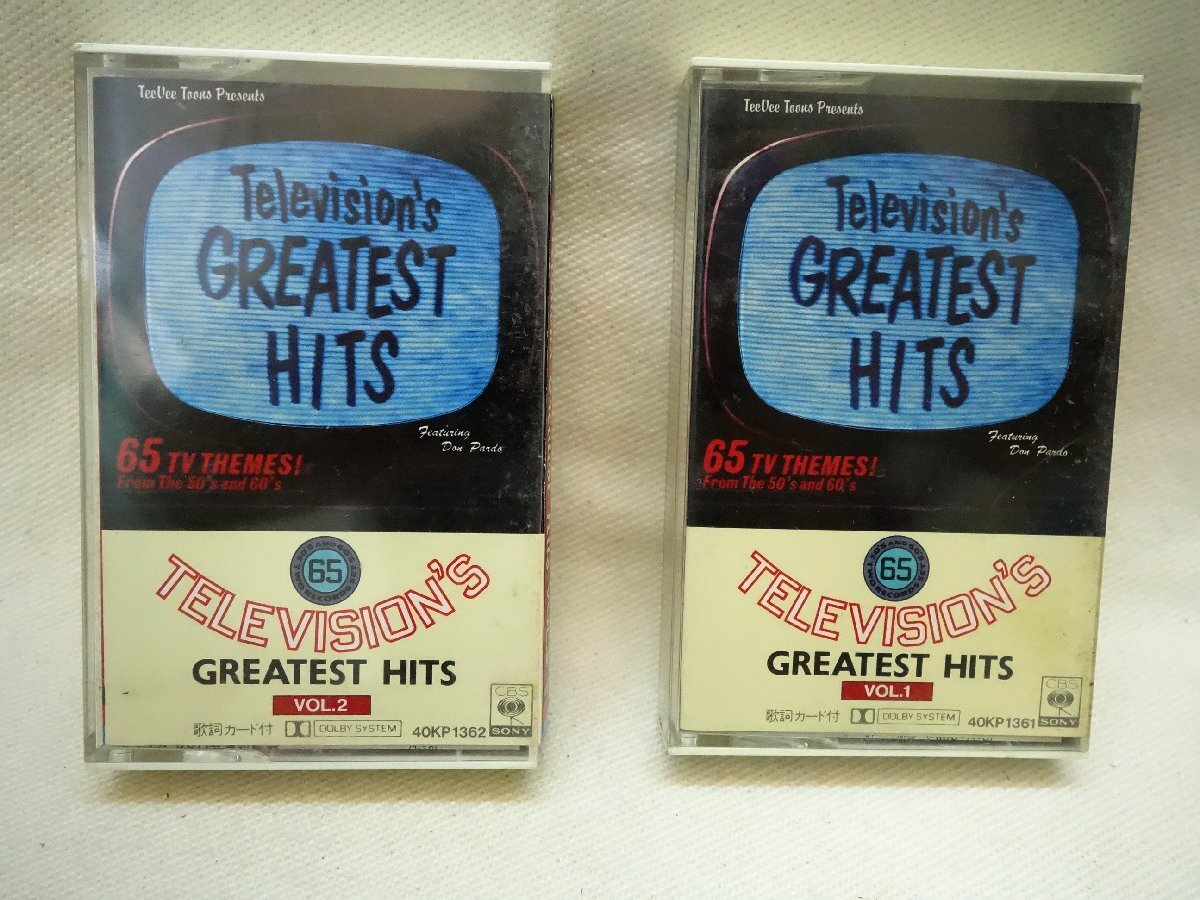 TeeVee Toons Presents
Television's
GREATEST
HITS
Featuring
Don Pardo
65 TV THEMES!
From The 50's and 60's
65
TELEVISION'S
GREATEST HITS
VOL.2
歌詞カード付
DOLBY SYSTEM
40KP1362
CBS
SONY
TeeVee Toons Presents
Television's
GREATEST
HITS
Featuring
Don Pardo
65 TV THEMES!
From The 50's and 60's
65
TELEVISION'S
GREATEST HITS
VOL.1
歌詞カード付
DOLBY SYSTEM
40KP1361
CBS
SONY